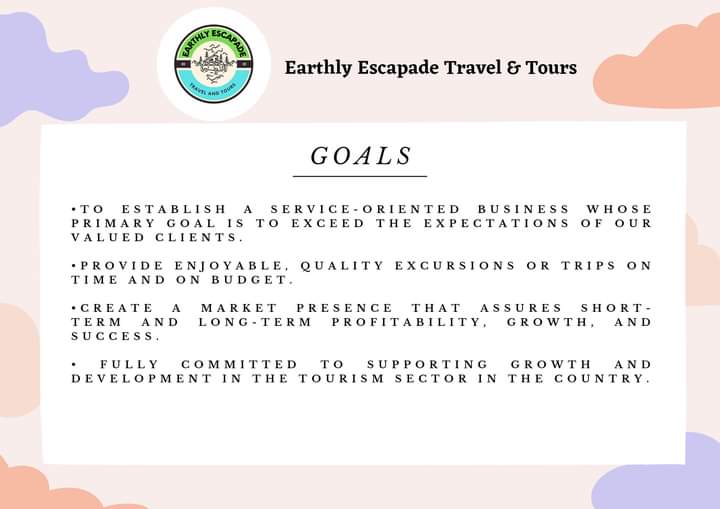 EARTHLY ESCAPADE
TRAVEL AND TOURS
Earthly Escapade Travel & Tours
GOALS
•TO ESTABLISH A SERVICE-ORIENTED BUSINESS WHOSE
PRIMARY GOAL IS TO EXCEED THE EXPECTATIONS OF OUR
VALUED CLIENTS.
•PROVIDE ENJOYABLE, QUALITY EXCURSIONS OR TRIPS ON
TIME AND ON BUDGET.
•CREATE A MARKET PRESENCE THAT ASSURES SHORT-
TERM AND LONG-TERM PROFITABILITY, GROWTH, AND
SUCCESS.
• FULLY COMMITTED TO SUPPORTING GROWTH AND
DEVELOPMENT IN THE TOURISM SECTOR IN THE COUNTRY.